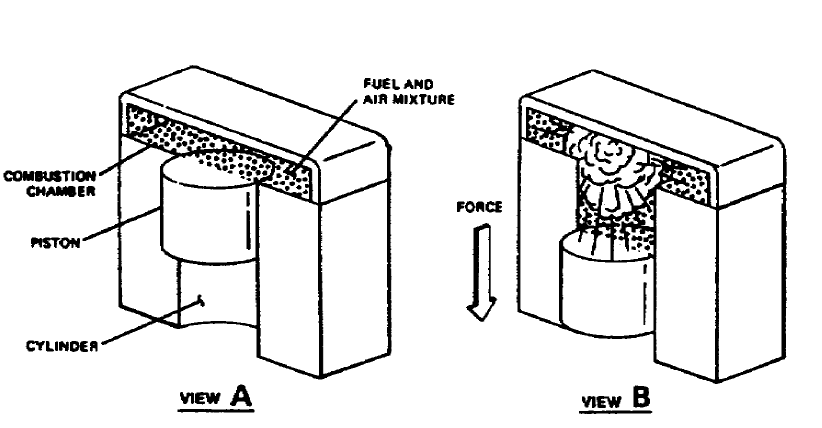 FUEL AND
AIR MIXTURE
COMBUSTION
CHAMBER
PISTON
CYLINDER
VIEW A
FORCE
VIEW B